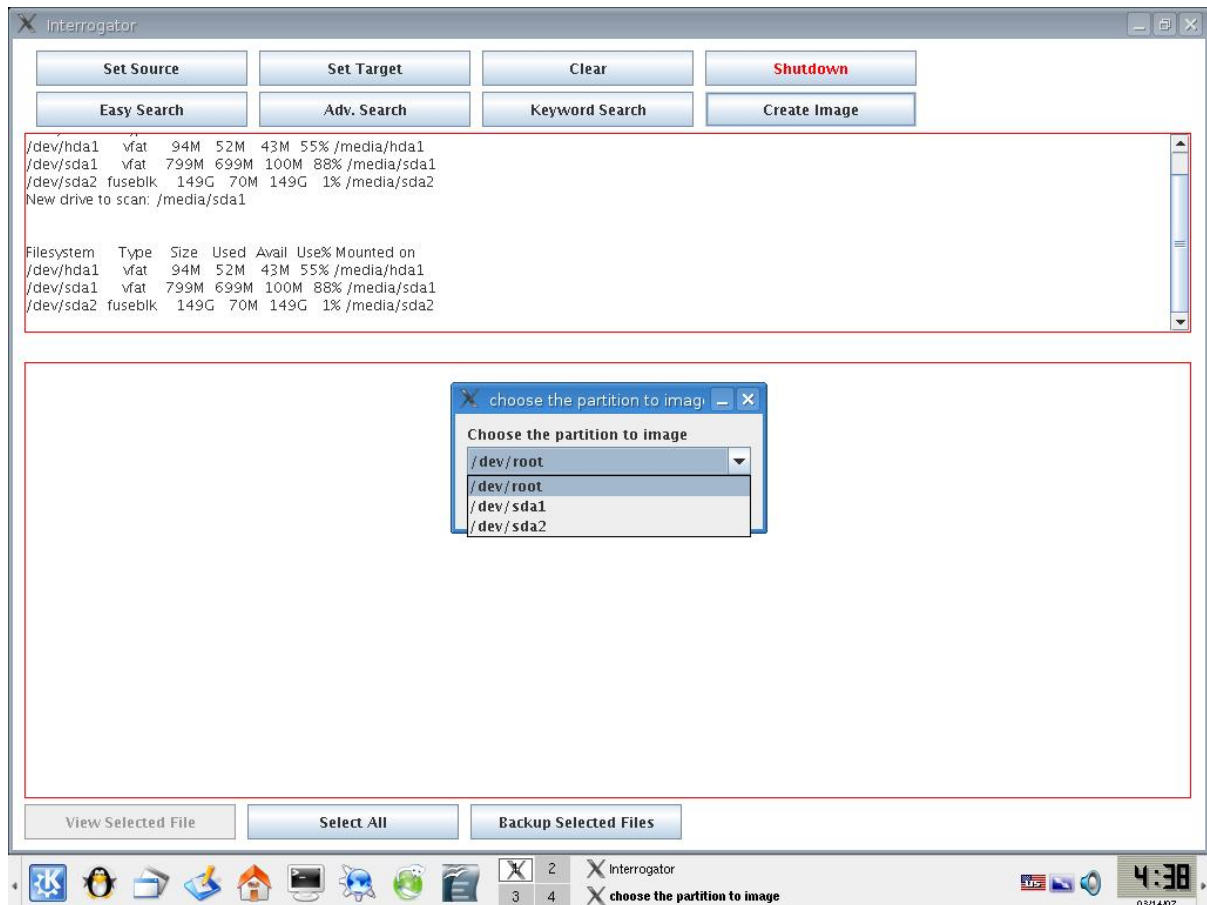 Interrogator
Set Source Set Target Clear Shutdown
Easy Search Adv. Search Keyword Search Create Image
/dev/hda1 vfat 94M 52M 43M 55% /media/hda1
/dev/sda1 vfat 799M 699M 100M 88% /media/sda1
/dev/sda2 fuseblk 149G 70M 149G 1% /media/sda2
New drive to scan: /media/sda1
Filesystem Type Size Used Avail Use% Mounted on
/dev/hda1 vfat 94M 52M 43M 55% /media/hda1
/dev/sda1 vfat 799M 699M 100M 88% /media/sda1
/dev/sda2 fuseblk 149G 70M 149G 1% /media/sda2
choose the partition to imag
Choose the partition to image
/dev/root
/dev/root
/dev/sda1
/dev/sda2
View Selected File Select All Backup Selected Files
2 Interrogator
3 4 choose the partition to image
US
4:38
03/14/07